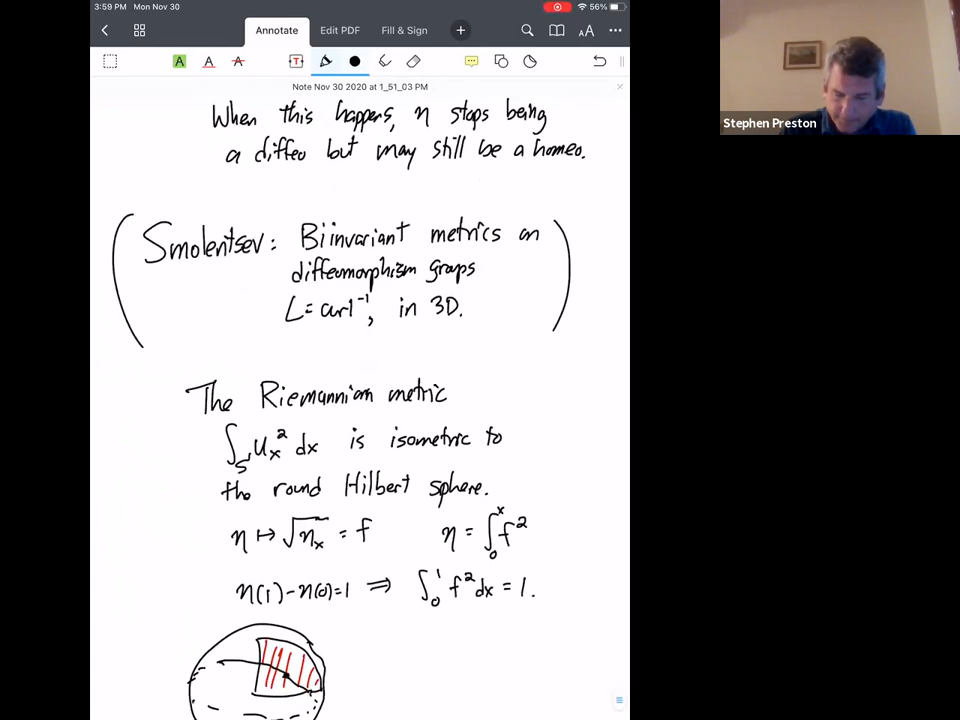 3:59 PM Mon Nov 30
56%
Annotate Edit PDF Fill & Sign
Note Nov 30 2020 at 1_51_03 PM
When this happens, η stops being
a diffeo but may still be a homeo.
Smolentsev: Biinvariant metrics on
diffeomorphism groups
L = curl⁻¹, in 3D.
The Riemannian metric
∫_{S¹} u_x² dx is isometric to
the round Hilbert sphere.
η ↦ √η_x = f η = ∫₀ˣ f²
η(1) - η(0) = 1 ⇒ ∫₀¹ f² dx = 1.
Stephen Preston